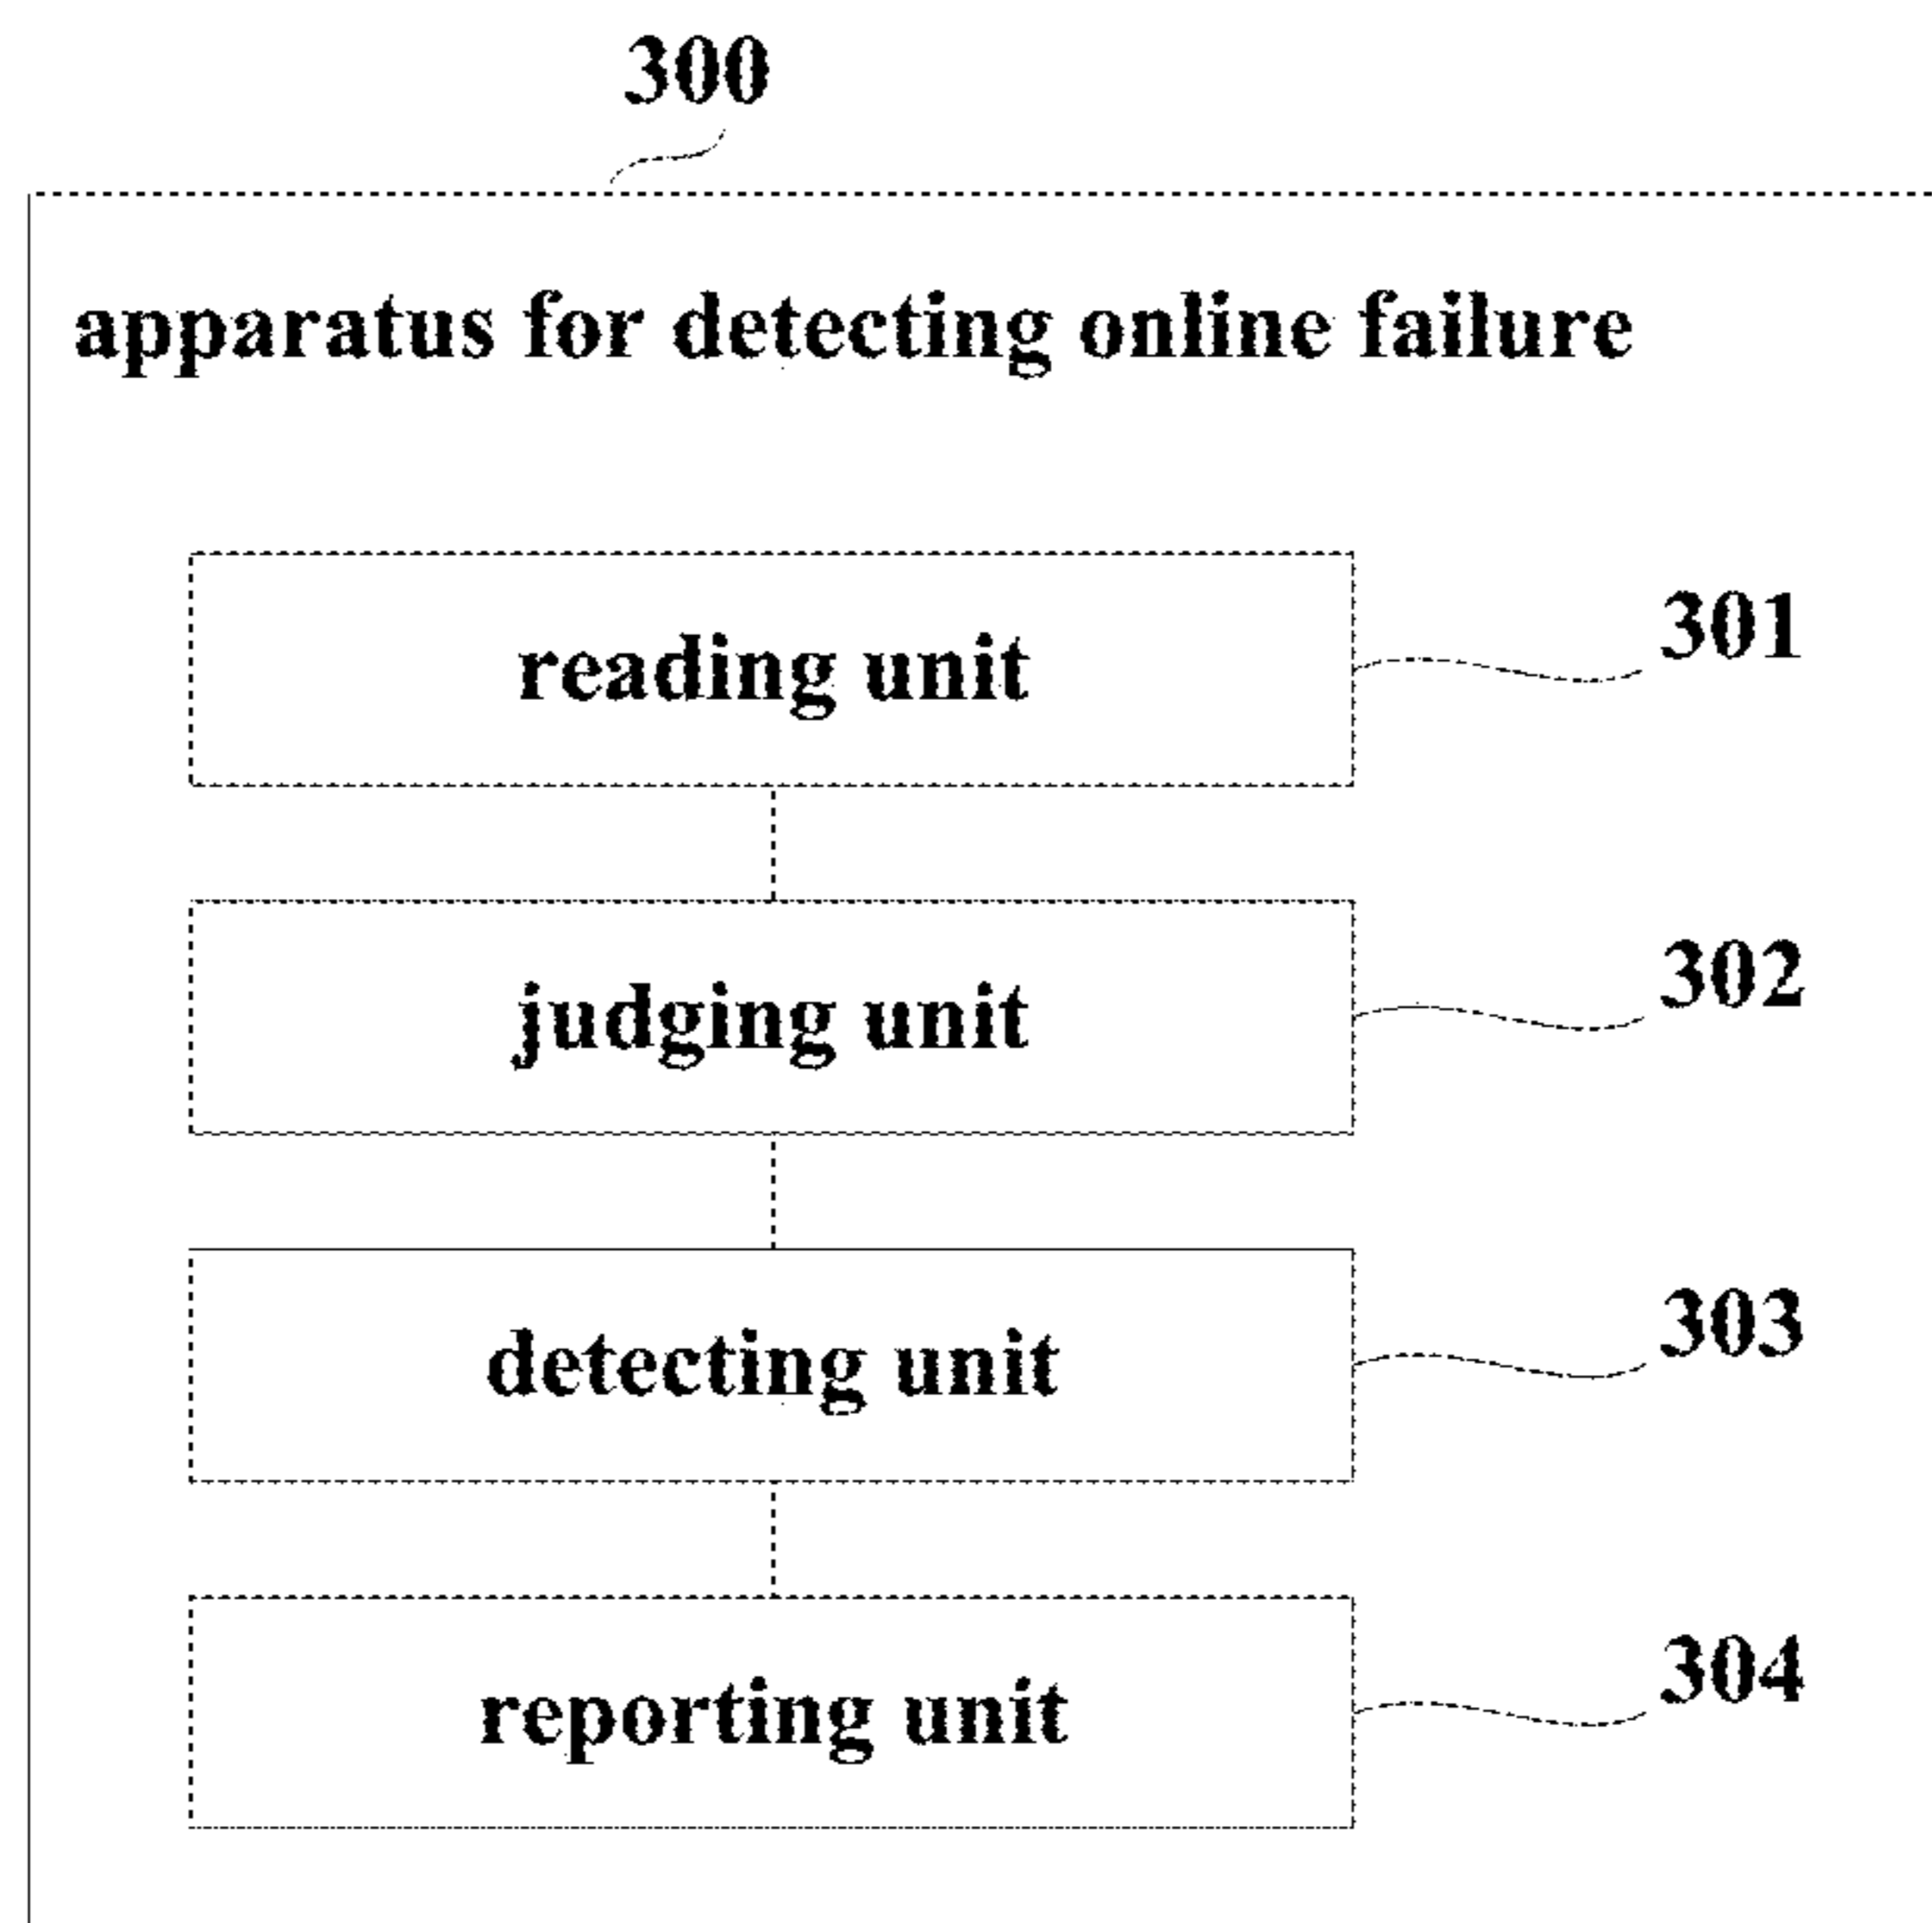 300
apparatus for detecting online failure
reading unit
301
judging unit
302
detecting unit
303
reporting unit
304